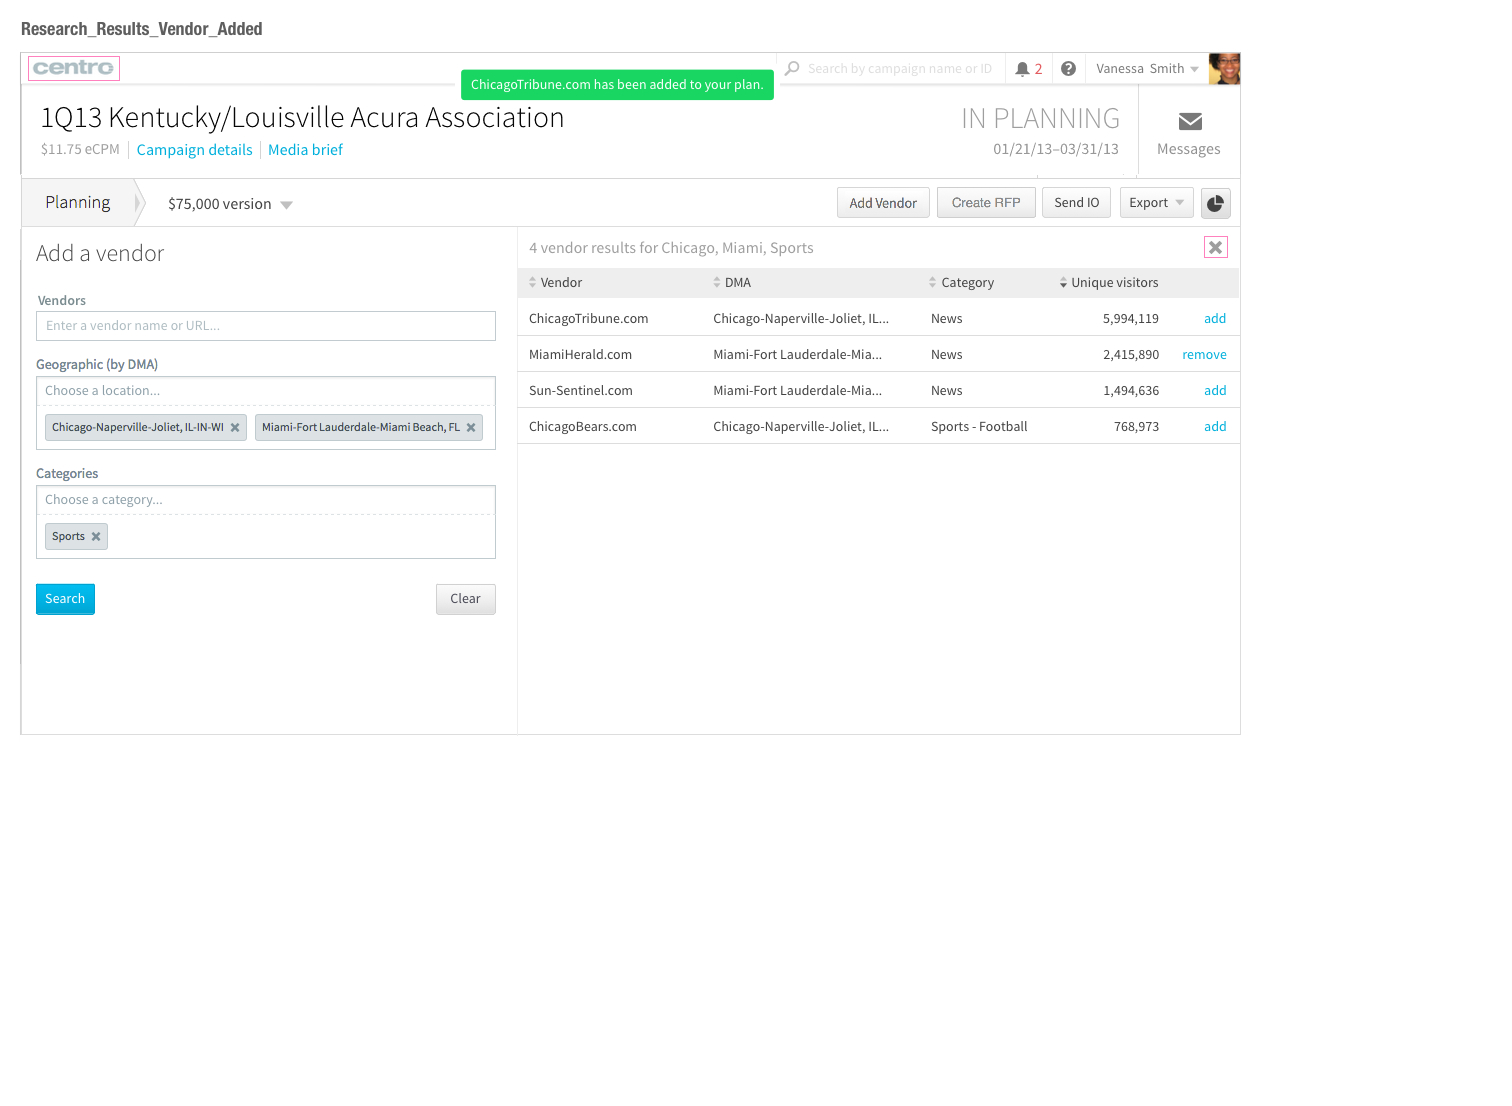 Research_Results_Vendor_Added
centro
ChicagoTribune.com has been added to your plan.
Search by campaign name or ID
2
?
Vanessa Smith
1Q13 Kentucky/Louisville Acura Association
IN PLANNING
$11.75 eCPM
Campaign details
Media brief
01/21/13–03/31/13
Messages
Planning
$75,000 version
Add Vendor
Create RFP
Send IO
Export
Add a vendor
Vendors
Enter a vendor name or URL...
Geographic (by DMA)
Choose a location...
Chicago-Naperville-Joliet, IL-IN-WI
Miami-Fort Lauderdale-Miami Beach, FL
Categories
Choose a category...
Sports
Search
Clear
4 vendor results for Chicago, Miami, Sports
Vendor DMA Category Unique visitors
ChicagoTribune.com Chicago-Naperville-Joliet, IL... News 5,994,119 add
MiamiHerald.com Miami-Fort Lauderdale-Mia... News 2,415,890 remove
Sun-Sentinel.com Miami-Fort Lauderdale-Mia... News 1,494,636 add
ChicagoBears.com Chicago-Naperville-Joliet, IL... Sports - Football 768,973 add